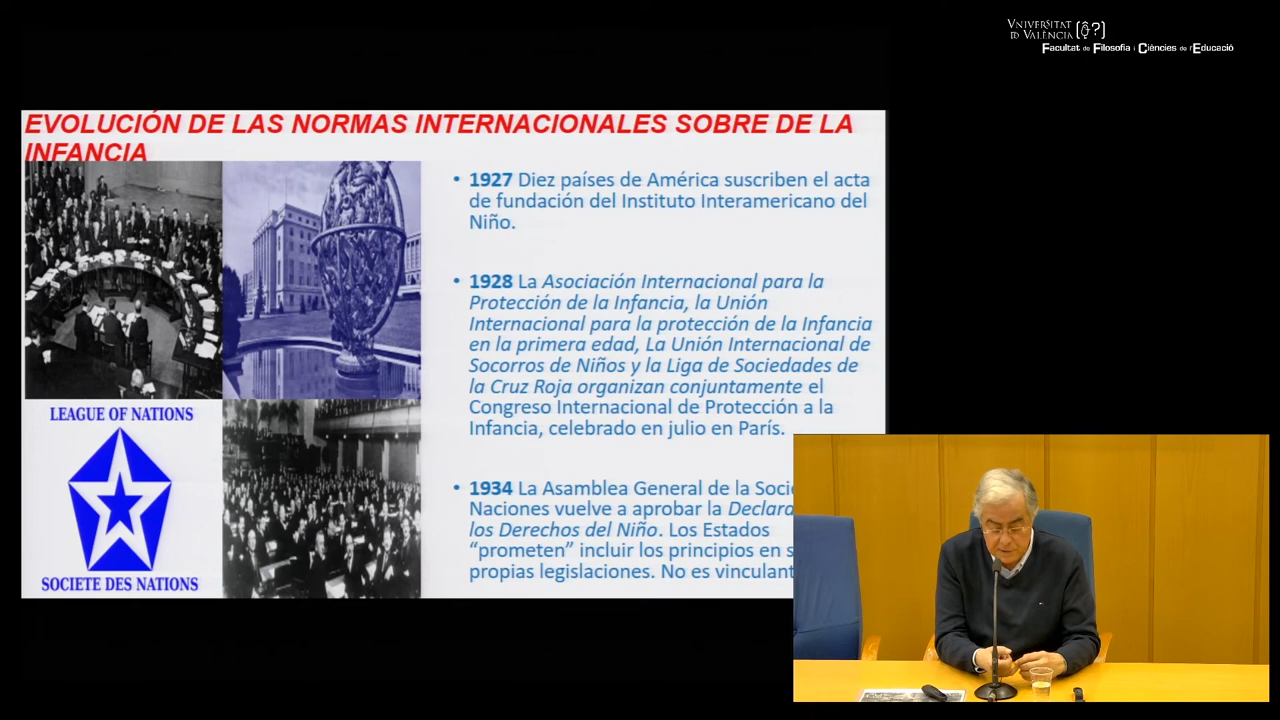 VNIVERSITAT
ID VALÈNCIA
Facultat de Filosofia i Ciències de l'Educació
EVOLUCIÓN DE LAS NORMAS INTERNACIONALES SOBRE DE LA
INFANCIA
• 1927 Diez países de América suscriben el acta
de fundación del Instituto Interamericano del
Niño.
• 1928 La Asociación Internacional para la
Protección de la Infancia, la Unión
Internacional para la protección de la Infancia
en la primera edad, La Unión Internacional de
Socorros de Niños y la Liga de Sociedades de
la Cruz Roja organizan conjuntamente el
Congreso Internacional de Protección a la
Infancia, celebrado en julio en París.
• 1934 La Asamblea General de la Socie
Naciones vuelve a aprobar la Declara
los Derechos del Niño. Los Estados
“prometen” incluir los principios en s
propias legislaciones. No es vinculant
LEAGUE OF NATIONS
SOCIETE DES NATIONS